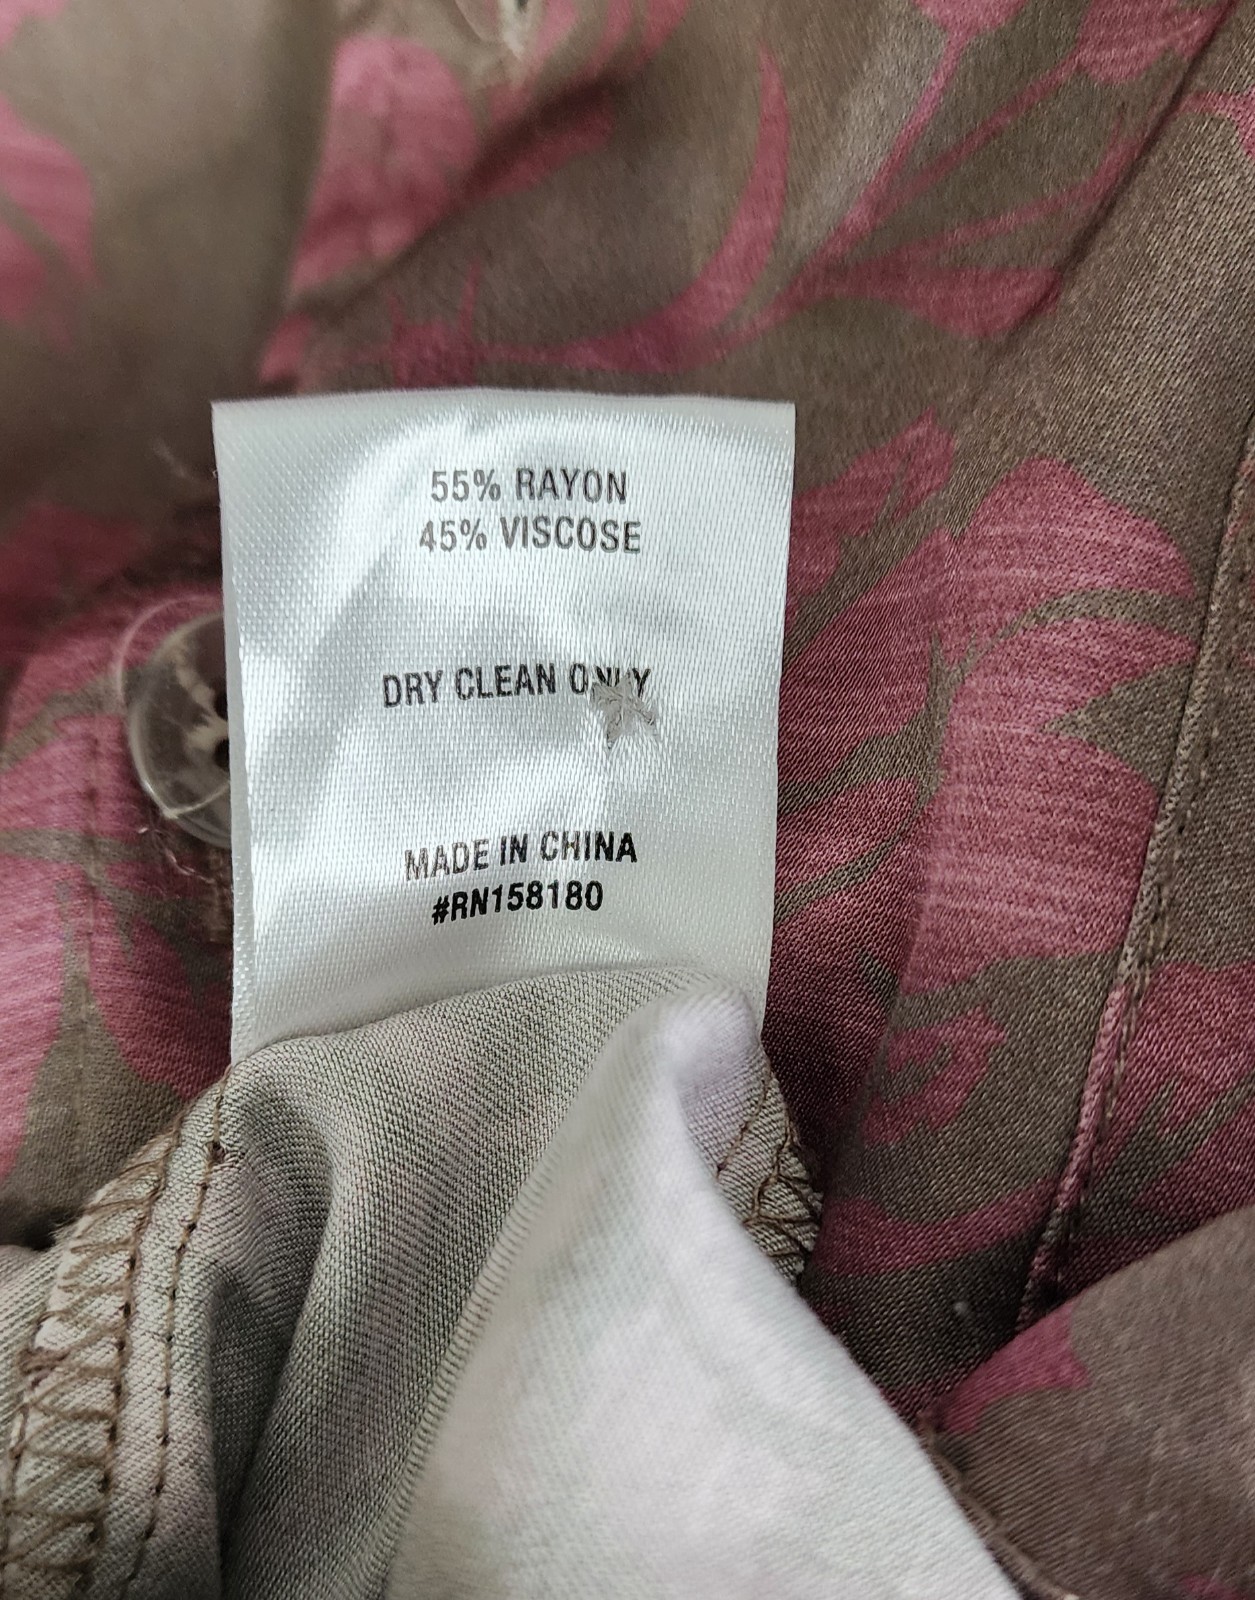 55% RAYON
45% VISCOSE
DRY CLEAN ONLY
MADE IN CHINA
#RN158180